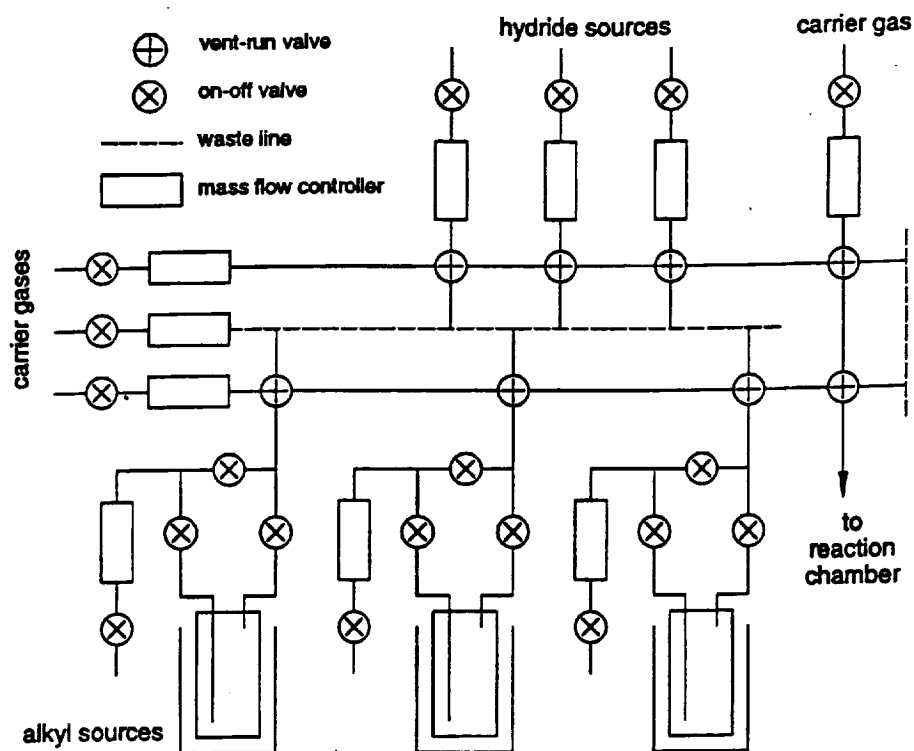 vent-run valve
on-off valve
waste line
mass flow controller
hydride sources
carrier gas
carrier gases
to
reaction
chamber
alkyl sources